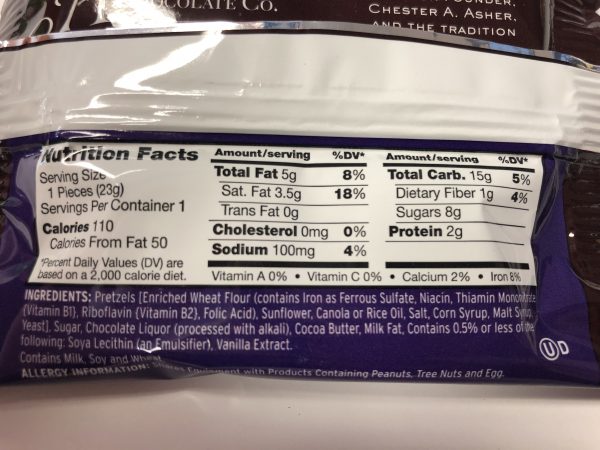 CHOCOLATE CO.
FOUNDER,
CHESTER A. ASHER,
AND THE TRADITION
Nutrition Facts
Serving Size
1 Pieces (23g)
Servings Per Container 1
Calories 110
Calories From Fat 50
*Percent Daily Values (DV) are
based on a 2,000 calorie diet.
Amount/serving %DV*
Total Fat 5g 8%
Sat. Fat 3.5g 18%
Trans Fat 0g
Cholesterol 0mg 0%
Sodium 100mg 4%
Amount/serving %DV*
Total Carb. 15g 5%
Dietary Fiber 1g 4%
Sugars 8g
Protein 2g
Vitamin A 0% • Vitamin C 0% • Calcium 2% • Iron 8%
INGREDIENTS: Pretzels [Enriched Wheat Flour (contains Iron as Ferrous Sulfate, Niacin, Thiamin Mononitrate
{Vitamin B1}, Riboflavin {Vitamin B2}, Folic Acid), Sunflower, Canola or Rice Oil, Salt, Corn Syrup, Malt Syrup,
Yeast], Sugar, Chocolate Liquor (processed with alkali), Cocoa Butter, Milk Fat, Contains 0.5% or less of the
following: Soya Lecithin (an Emulsifier), Vanilla Extract.
Contains Milk, Soy and Wheat
ALLERGY INFORMATION: Shares Equipment with Products Containing Peanuts, Tree Nuts and Egg.
U D